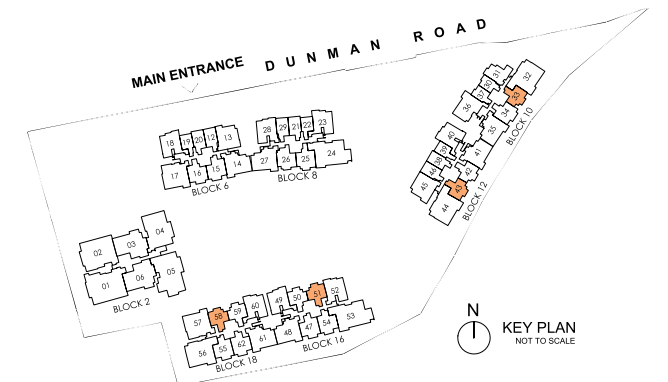 DUNMAN ROAD
MAIN ENTRANCE
18 19 20 12 13
17 16 15 14
BLOCK 6
28 29 21 22 23
27 26 25 24
BLOCK 8
31 32
30
37 33
36 34
35
BLOCK 10
40
39 41
38
46 42
45 43
44
BLOCK 12
04
02 03
01 06 05
BLOCK 2
57 58 59 60
56 55 62 61
BLOCK 18
49 50 51 52
48 47 54 53
BLOCK 16
N
KEY PLAN
NOT TO SCALE